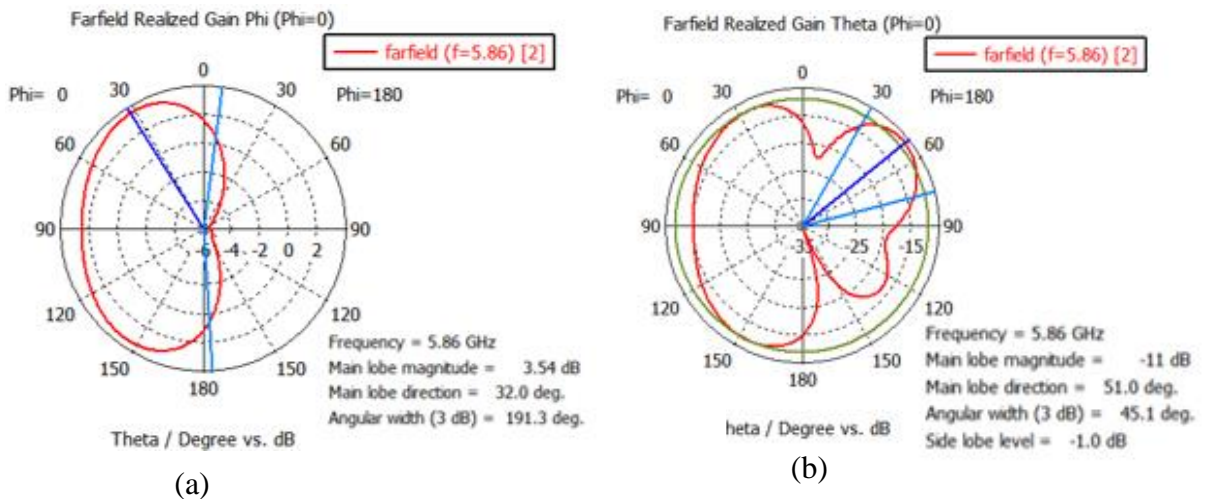 Farfield Realized Gain Phi (Phi=0)
farfield (f=5.86) [2]
0
Phi= 0
30
30
Phi=180
60
60
90
90
-6 -4 -2 0 2
120
120
150
150
180
Frequency = 5.86 GHz
Main lobe magnitude = 3.54 dB
Main lobe direction = 32.0 deg.
Angular width (3 dB) = 191.3 deg.
Theta / Degree vs. dB
(a)
Farfield Realized Gain Theta (Phi=0)
farfield (f=5.86) [2]
0
Phi= 0
30
30
Phi=180
60
60
90
90
-35 -25 -15
120
120
150
150
180
Frequency = 5.86 GHz
Main lobe magnitude = -11 dB
Main lobe direction = 51.0 deg.
Angular width (3 dB) = 45.1 deg.
Side lobe level = -1.0 dB
heta / Degree vs. dB
(b)